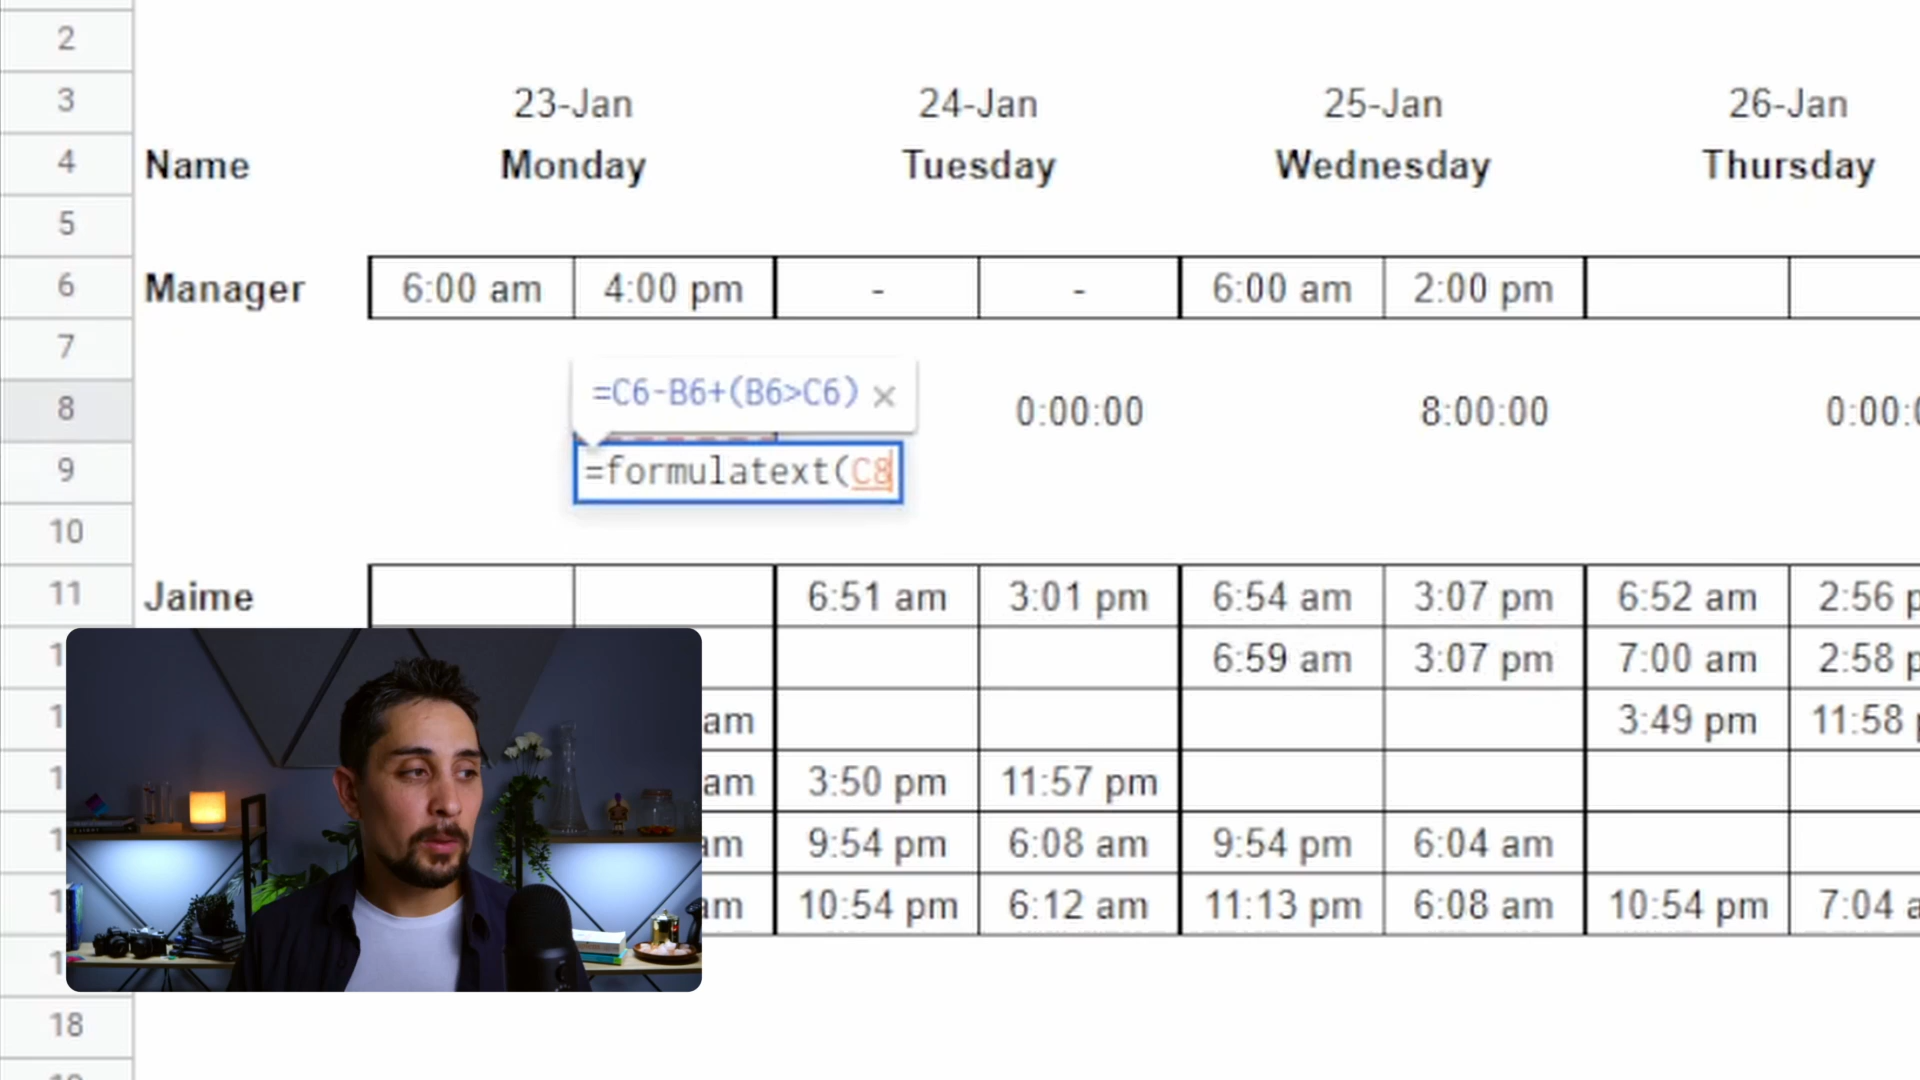 2
3 23-Jan 24-Jan 25-Jan 26-Jan
4 Name Monday Tuesday Wednesday Thursday
5
6 Manager 6:00 am 4:00 pm - - 6:00 am 2:00 pm
7
=C6-B6+(B6>C6) ×
8 0:00:00 8:00:00
9 =formulatext(C8
10
11 Jaime 6:51 am 3:01 pm 6:54 am 3:07 pm 6:52 am 2:56
6:59 am 3:07 pm 7:00 am 2:58
am 3:49 pm 11:58
am 3:50 pm 11:57 pm
am 9:54 pm 6:08 am 9:54 pm 6:04 am
am 10:54 pm 6:12 am 11:13 pm 6:08 am 10:54 pm 7:04
18